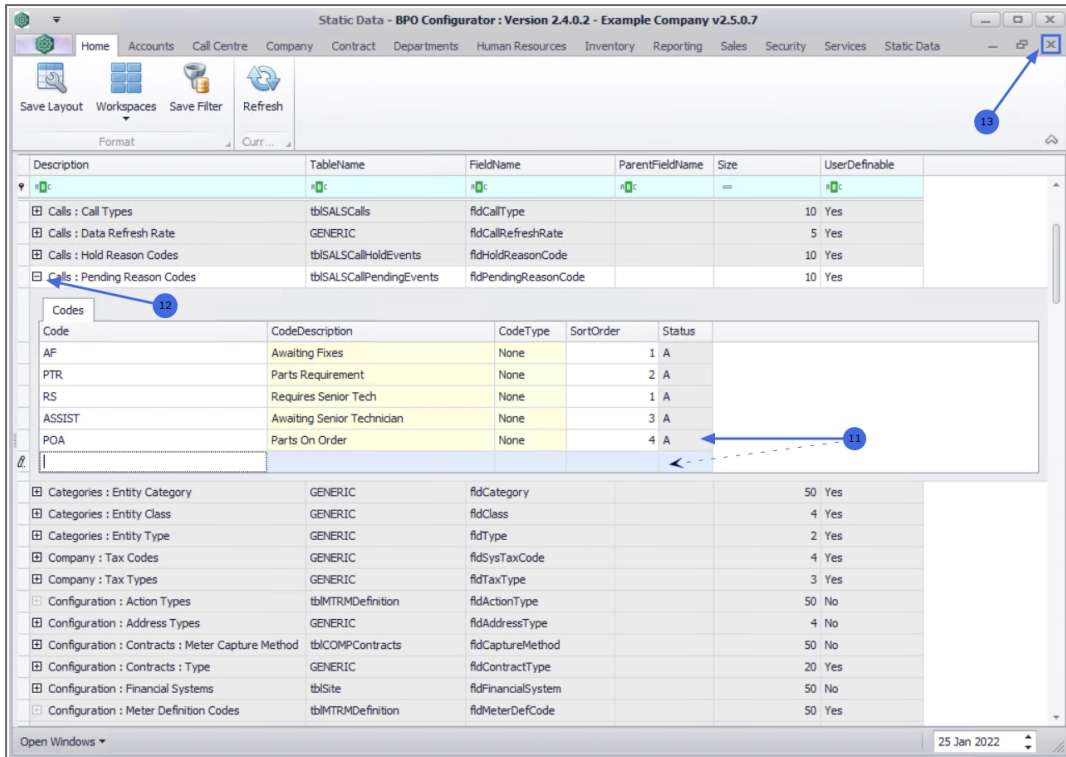 Static Data - BPO Configurator : Version 2.4.0.2 - Example Company v2.5.0.7
Home Accounts Call Centre Company Contract Departments Human Resources Inventory Reporting Sales Security Services Static Data
Save Layout Workspaces Save Filter Refresh
13
Format Curr...
Description TableName FieldName ParentFieldName Size UserDefinable
Calls : Call Types tblSALSCalls fldCallType 10 Yes
Calls : Data Refresh Rate GENERIC fldCallRefreshRate 5 Yes
Calls : Hold Reason Codes tblSALSCallHoldEvents fldHoldReasonCode 10 Yes
Calls : Pending Reason Codes tblSALSCallPendingEvents fldPendingReasonCode 10 Yes
12
Codes
Code CodeDescription CodeType SortOrder Status
AF Awaiting Fixes None 1 A
PTR Parts Requirement None 2 A
RS Requires Senior Tech None 1 A
ASSIST Awaiting Senior Technician None 3 A
POA Parts On Order None 4 A
11
Categories : Entity Category GENERIC fldCategory 50 Yes
Categories : Entity Class GENERIC fldClass 4 Yes
Categories : Entity Type GENERIC fldType 2 Yes
Company : Tax Codes GENERIC fldSysTaxCode 4 Yes
Company : Tax Types GENERIC fldTaxType 3 Yes
Configuration : Action Types tblMTRMDefinition fldActionType 50 No
Configuration : Address Types GENERIC fldAddressType 4 No
Configuration : Contracts : Meter Capture Method tblCOMPContracts fldCaptureMethod 50 No
Configuration : Contracts : Type GENERIC fldContractType 20 Yes
Configuration : Financial Systems tblSite fldFinancialSystem 50 No
Configuration : Meter Definition Codes tblMTRMDefinition fldMeterDefCode 50 Yes
Open Windows 25 Jan 2022